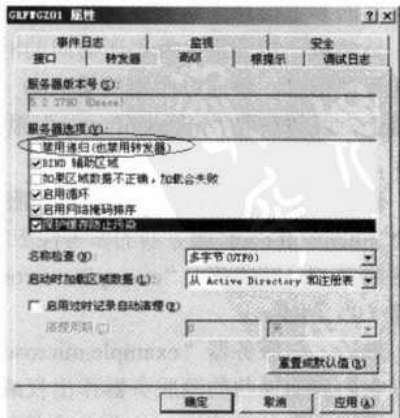 GRFWGZ01 属性
事件日志 监视 安全
接口 转发器 高级 根提示 调试日志
服务器版本号(S):
5.2 3790
服务器选项(V):
禁用递归(也禁用转发器)
BIND 辅助区域
如果区域数据不正确，加载会失败
启用循环
启用网络掩码排序
保护缓存防止污染
名称检查(N): 多字节(UTF8)
启动时加载区域数据(L): 从 Active Directory 和注册表
启用过时记录自动清理(E)
清理周期(C): 0 天
重置成默认值(R)
确定 取消 应用(A)